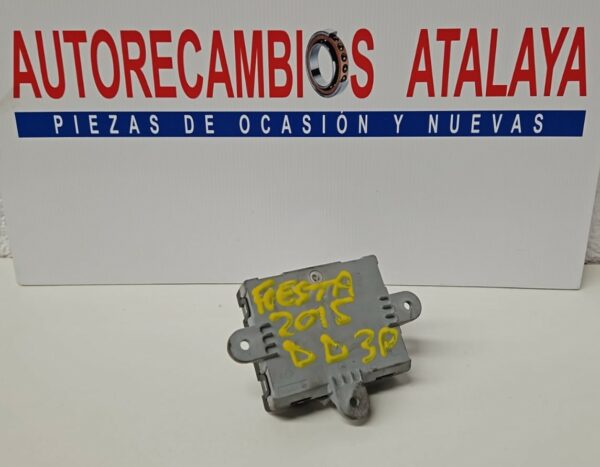 AUTORECAMBIOS ATALAYA
PIEZAS DE OCASIÓN Y NUEVAS
FIESTA
2015
DD 3P